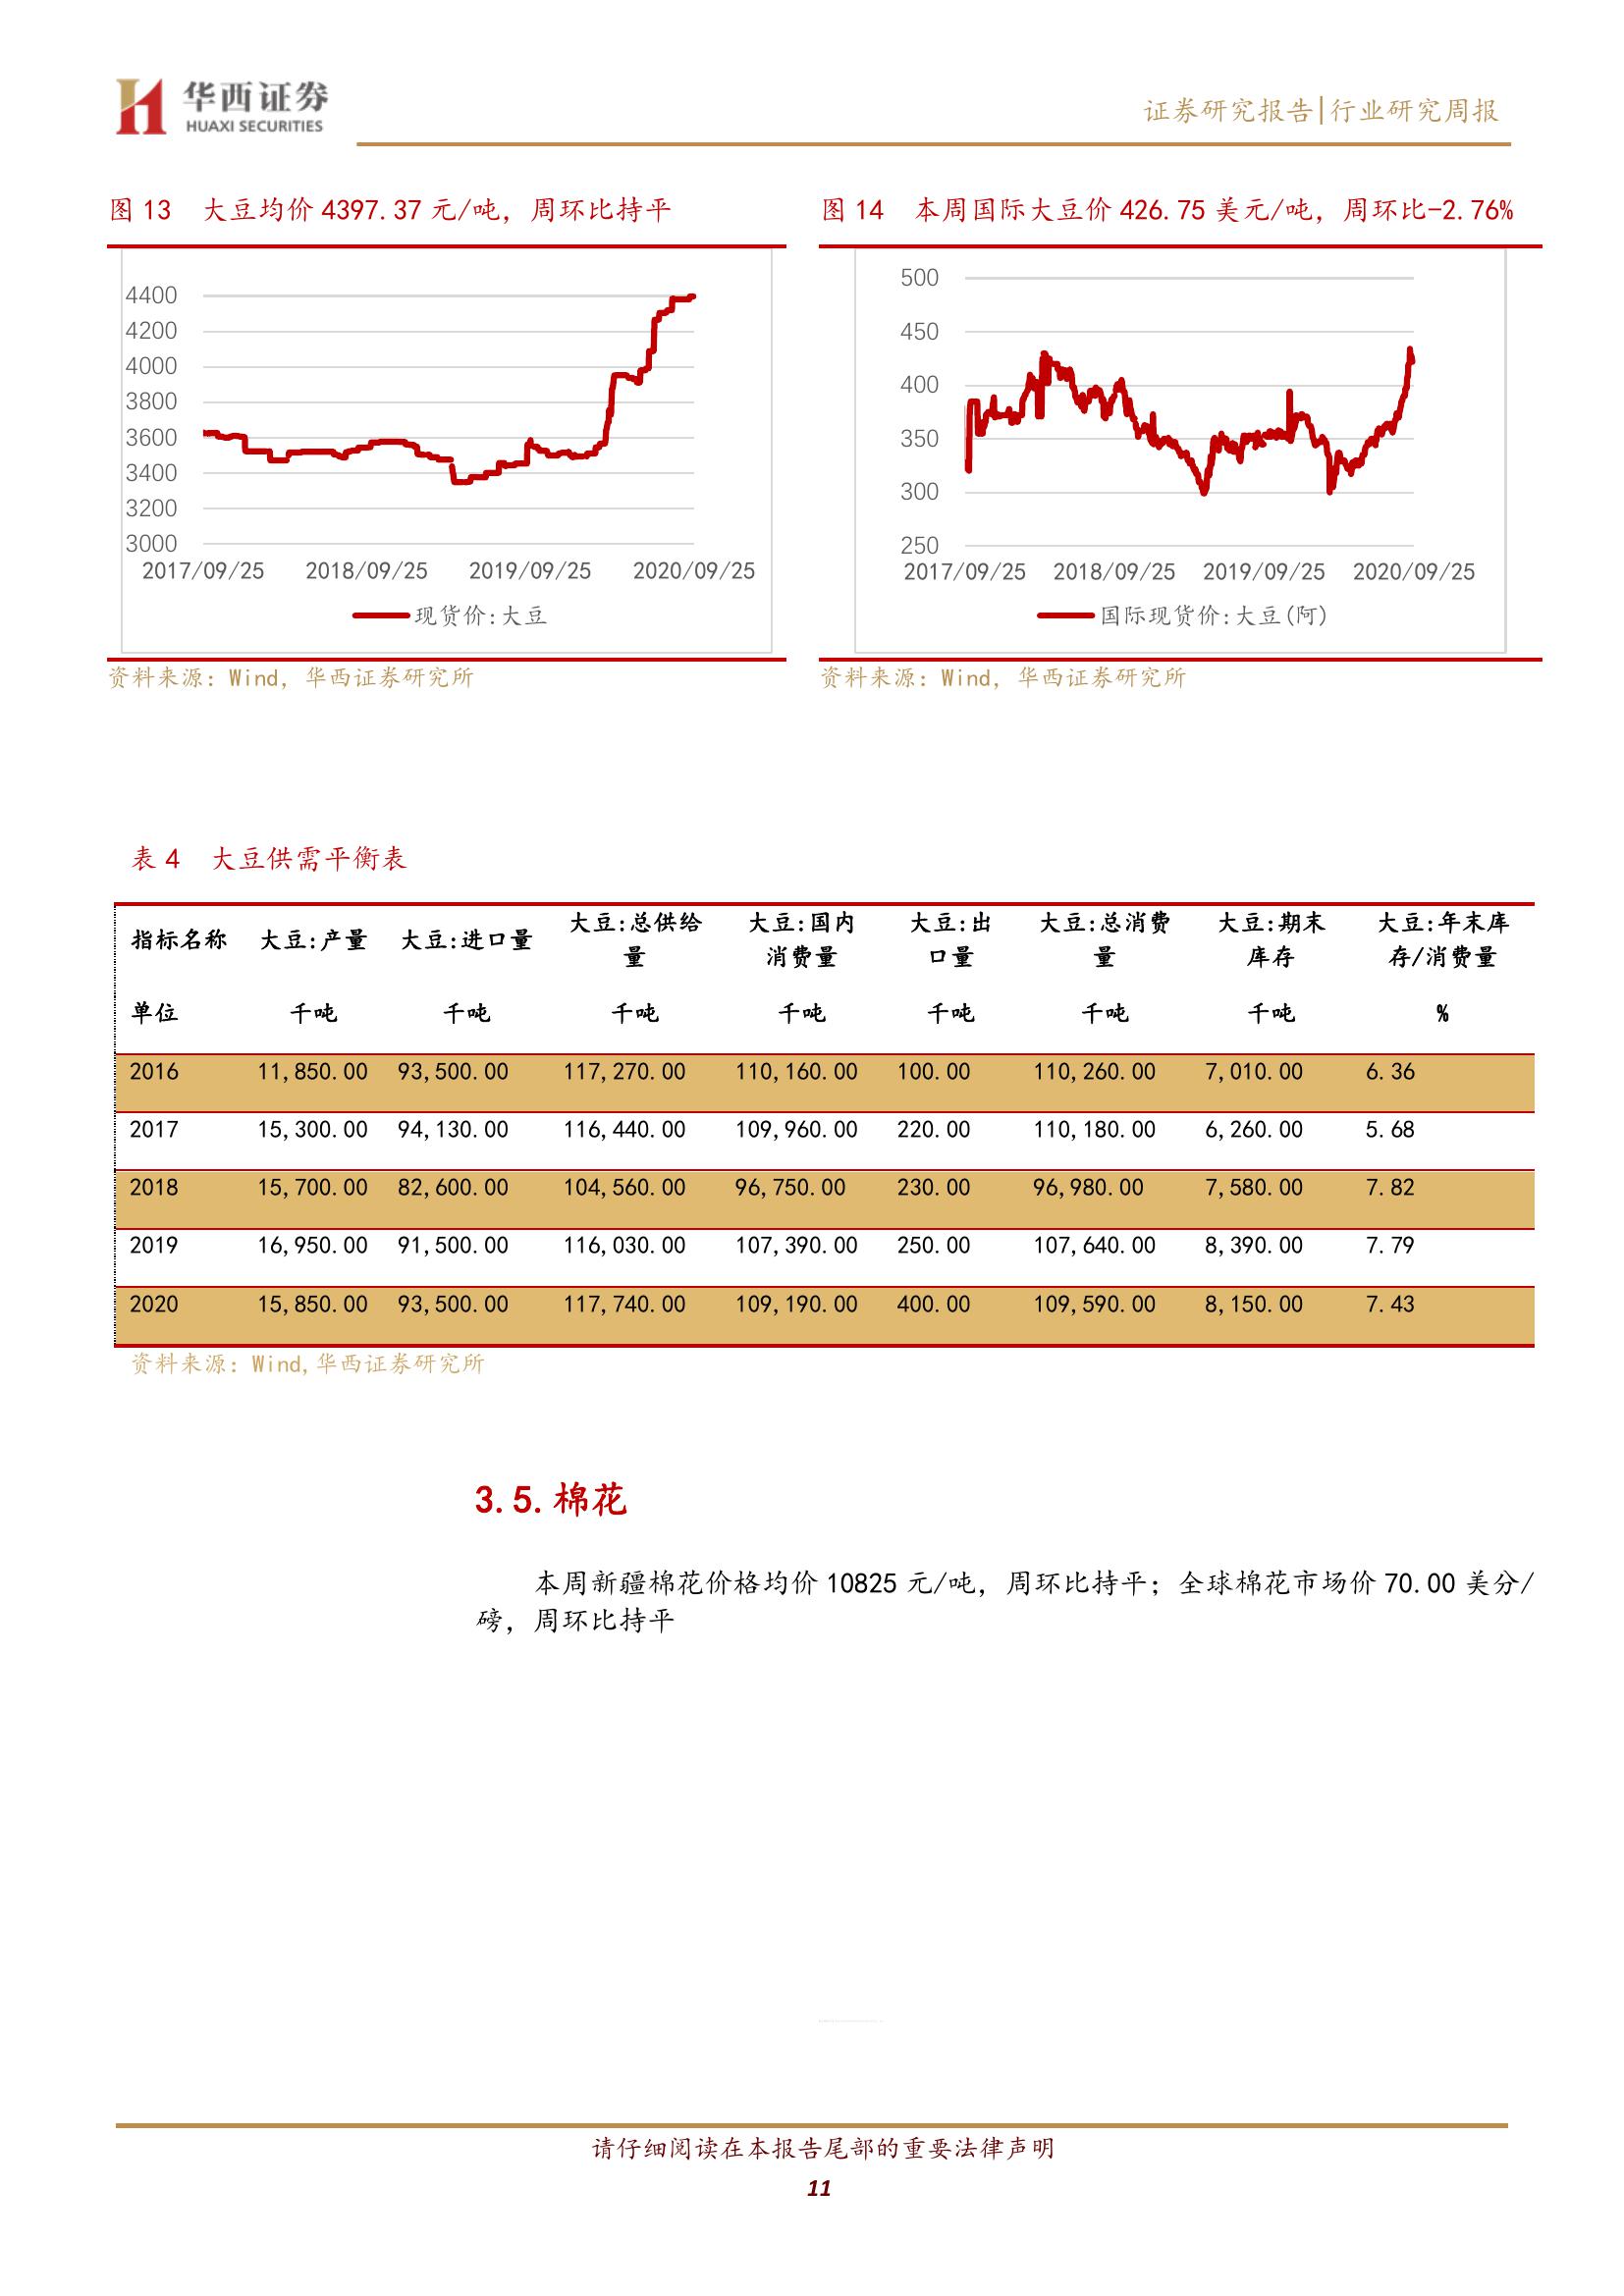 华西证券
HUAXI SECURITIES
证券研究报告|行业研究周报
图 13 大豆均价 4397.37 元/吨，周环比持平
4400
4200
4000
3800
3600
3400
3200
3000
2017/09/25 2018/09/25 2019/09/25 2020/09/25
现货价:大豆
资料来源：Wind，华西证券研究所
图 14 本周国际大豆价 426.75 美元/吨，周环比-2.76%
500
450
400
350
300
250
2017/09/25 2018/09/25 2019/09/25 2020/09/25
国际现货价:大豆(阿)
资料来源：Wind，华西证券研究所
表 4 大豆供需平衡表
指标名称 大豆:产量 大豆:进口量 大豆:总供给量 大豆:国内消费量 大豆:出口量 大豆:总消费量 大豆:期末库存 大豆:年末库存/消费量
单位 千吨 千吨 千吨 千吨 千吨 千吨 千吨 %
2016 11,850.00 93,500.00 117,270.00 110,160.00 100.00 110,260.00 7,010.00 6.36
2017 15,300.00 94,130.00 116,440.00 109,960.00 220.00 110,180.00 6,260.00 5.68
2018 15,700.00 82,600.00 104,560.00 96,750.00 230.00 96,980.00 7,580.00 7.82
2019 16,950.00 91,500.00 116,030.00 107,390.00 250.00 107,640.00 8,390.00 7.79
2020 15,850.00 93,500.00 117,740.00 109,190.00 400.00 109,590.00 8,150.00 7.43
资料来源：Wind,华西证券研究所
3.5.棉花
本周新疆棉花价格均价 10825 元/吨，周环比持平；全球棉花市场价 70.00 美分/
磅，周环比持平
请仔细阅读在本报告尾部的重要法律声明
11